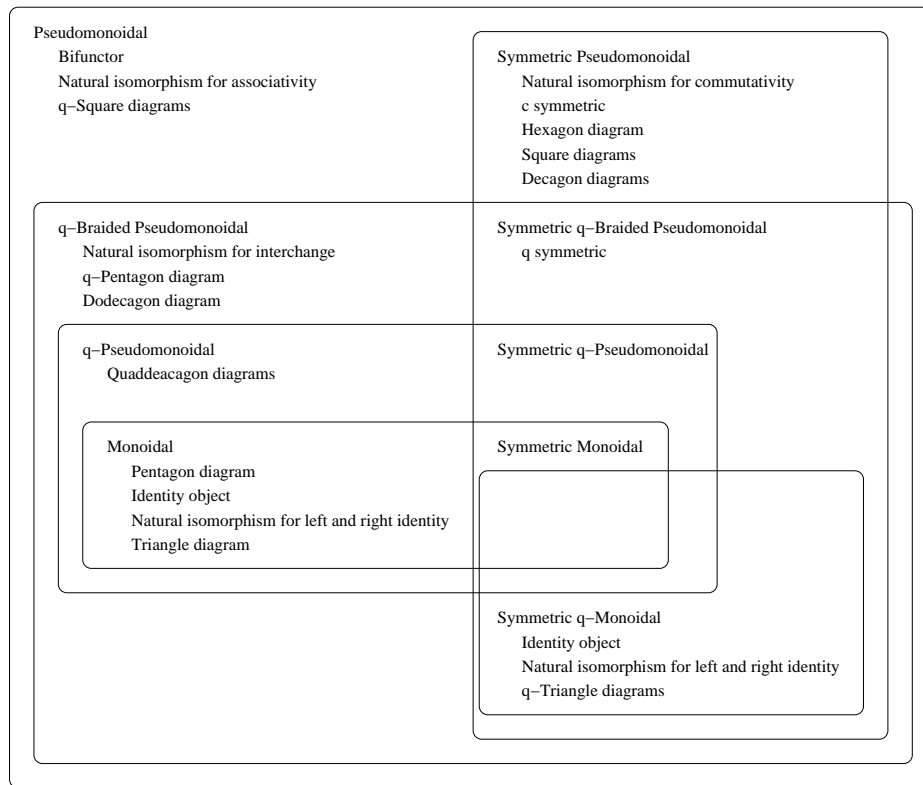 Pseudomonoidal
Bifunctor
Natural isomorphism for associativity
q−Square diagrams
Symmetric Pseudomonoidal
Natural isomorphism for commutativity
c symmetric
Hexagon diagram
Square diagrams
Decagon diagrams
q−Braided Pseudomonoidal
Natural isomorphism for interchange
q−Pentagon diagram
Dodecagon diagram
Symmetric q−Braided Pseudomonoidal
q symmetric
q−Pseudomonoidal
Quaddeacagon diagrams
Symmetric q−Pseudomonoidal
Monoidal
Pentagon diagram
Identity object
Natural isomorphism for left and right identity
Triangle diagram
Symmetric Monoidal
Symmetric q−Monoidal
Identity object
Natural isomorphism for left and right identity
q−Triangle diagrams